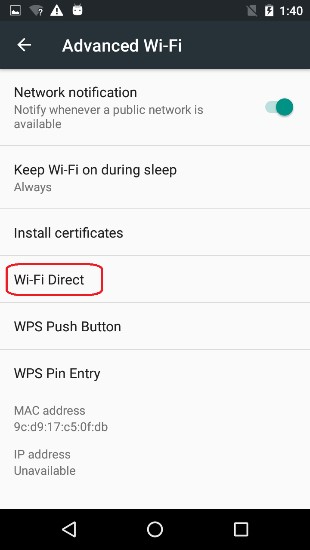 1:40
Advanced Wi-Fi
Network notification
Notify whenever a public network is
available
Keep Wi-Fi on during sleep
Always
Install certificates
Wi-Fi Direct
WPS Push Button
WPS Pin Entry
MAC address
9c:d9:17:c5:0f:db
IP address
Unavailable